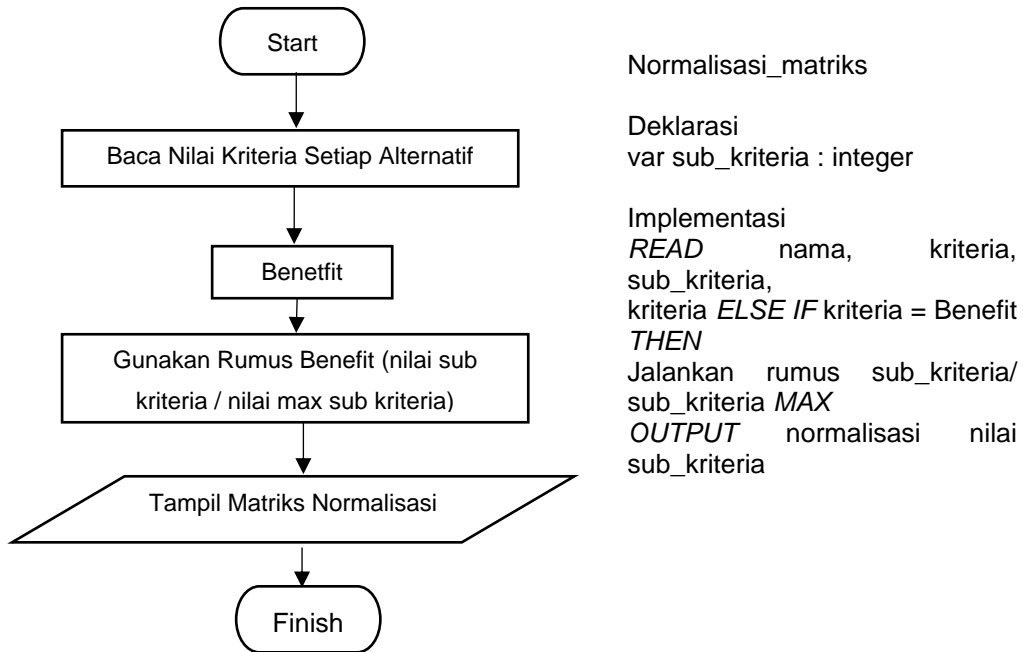 Start
Baca Nilai Kriteria Setiap Alternatif
Benetfit
Gunakan Rumus Benefit (nilai sub
kriteria / nilai max sub kriteria)
Tampil Matriks Normalisasi
Finish
Normalisasi_matriks
Deklarasi
var sub_kriteria : integer
Implementasi
READ nama, kriteria,
sub_kriteria,
kriteria ELSE IF kriteria = Benefit
THEN
Jalankan rumus sub_kriteria/
sub_kriteria MAX
OUTPUT normalisasi nilai
sub_kriteria